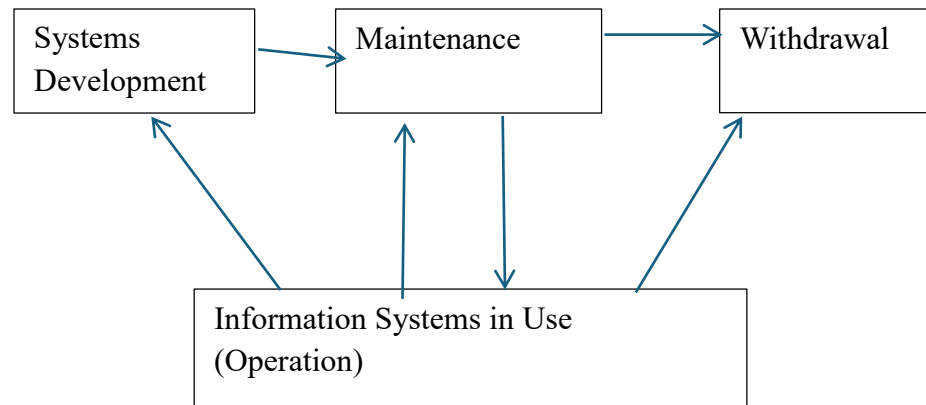 Systems
Development
Maintenance
Withdrawal
Information Systems in Use
(Operation)